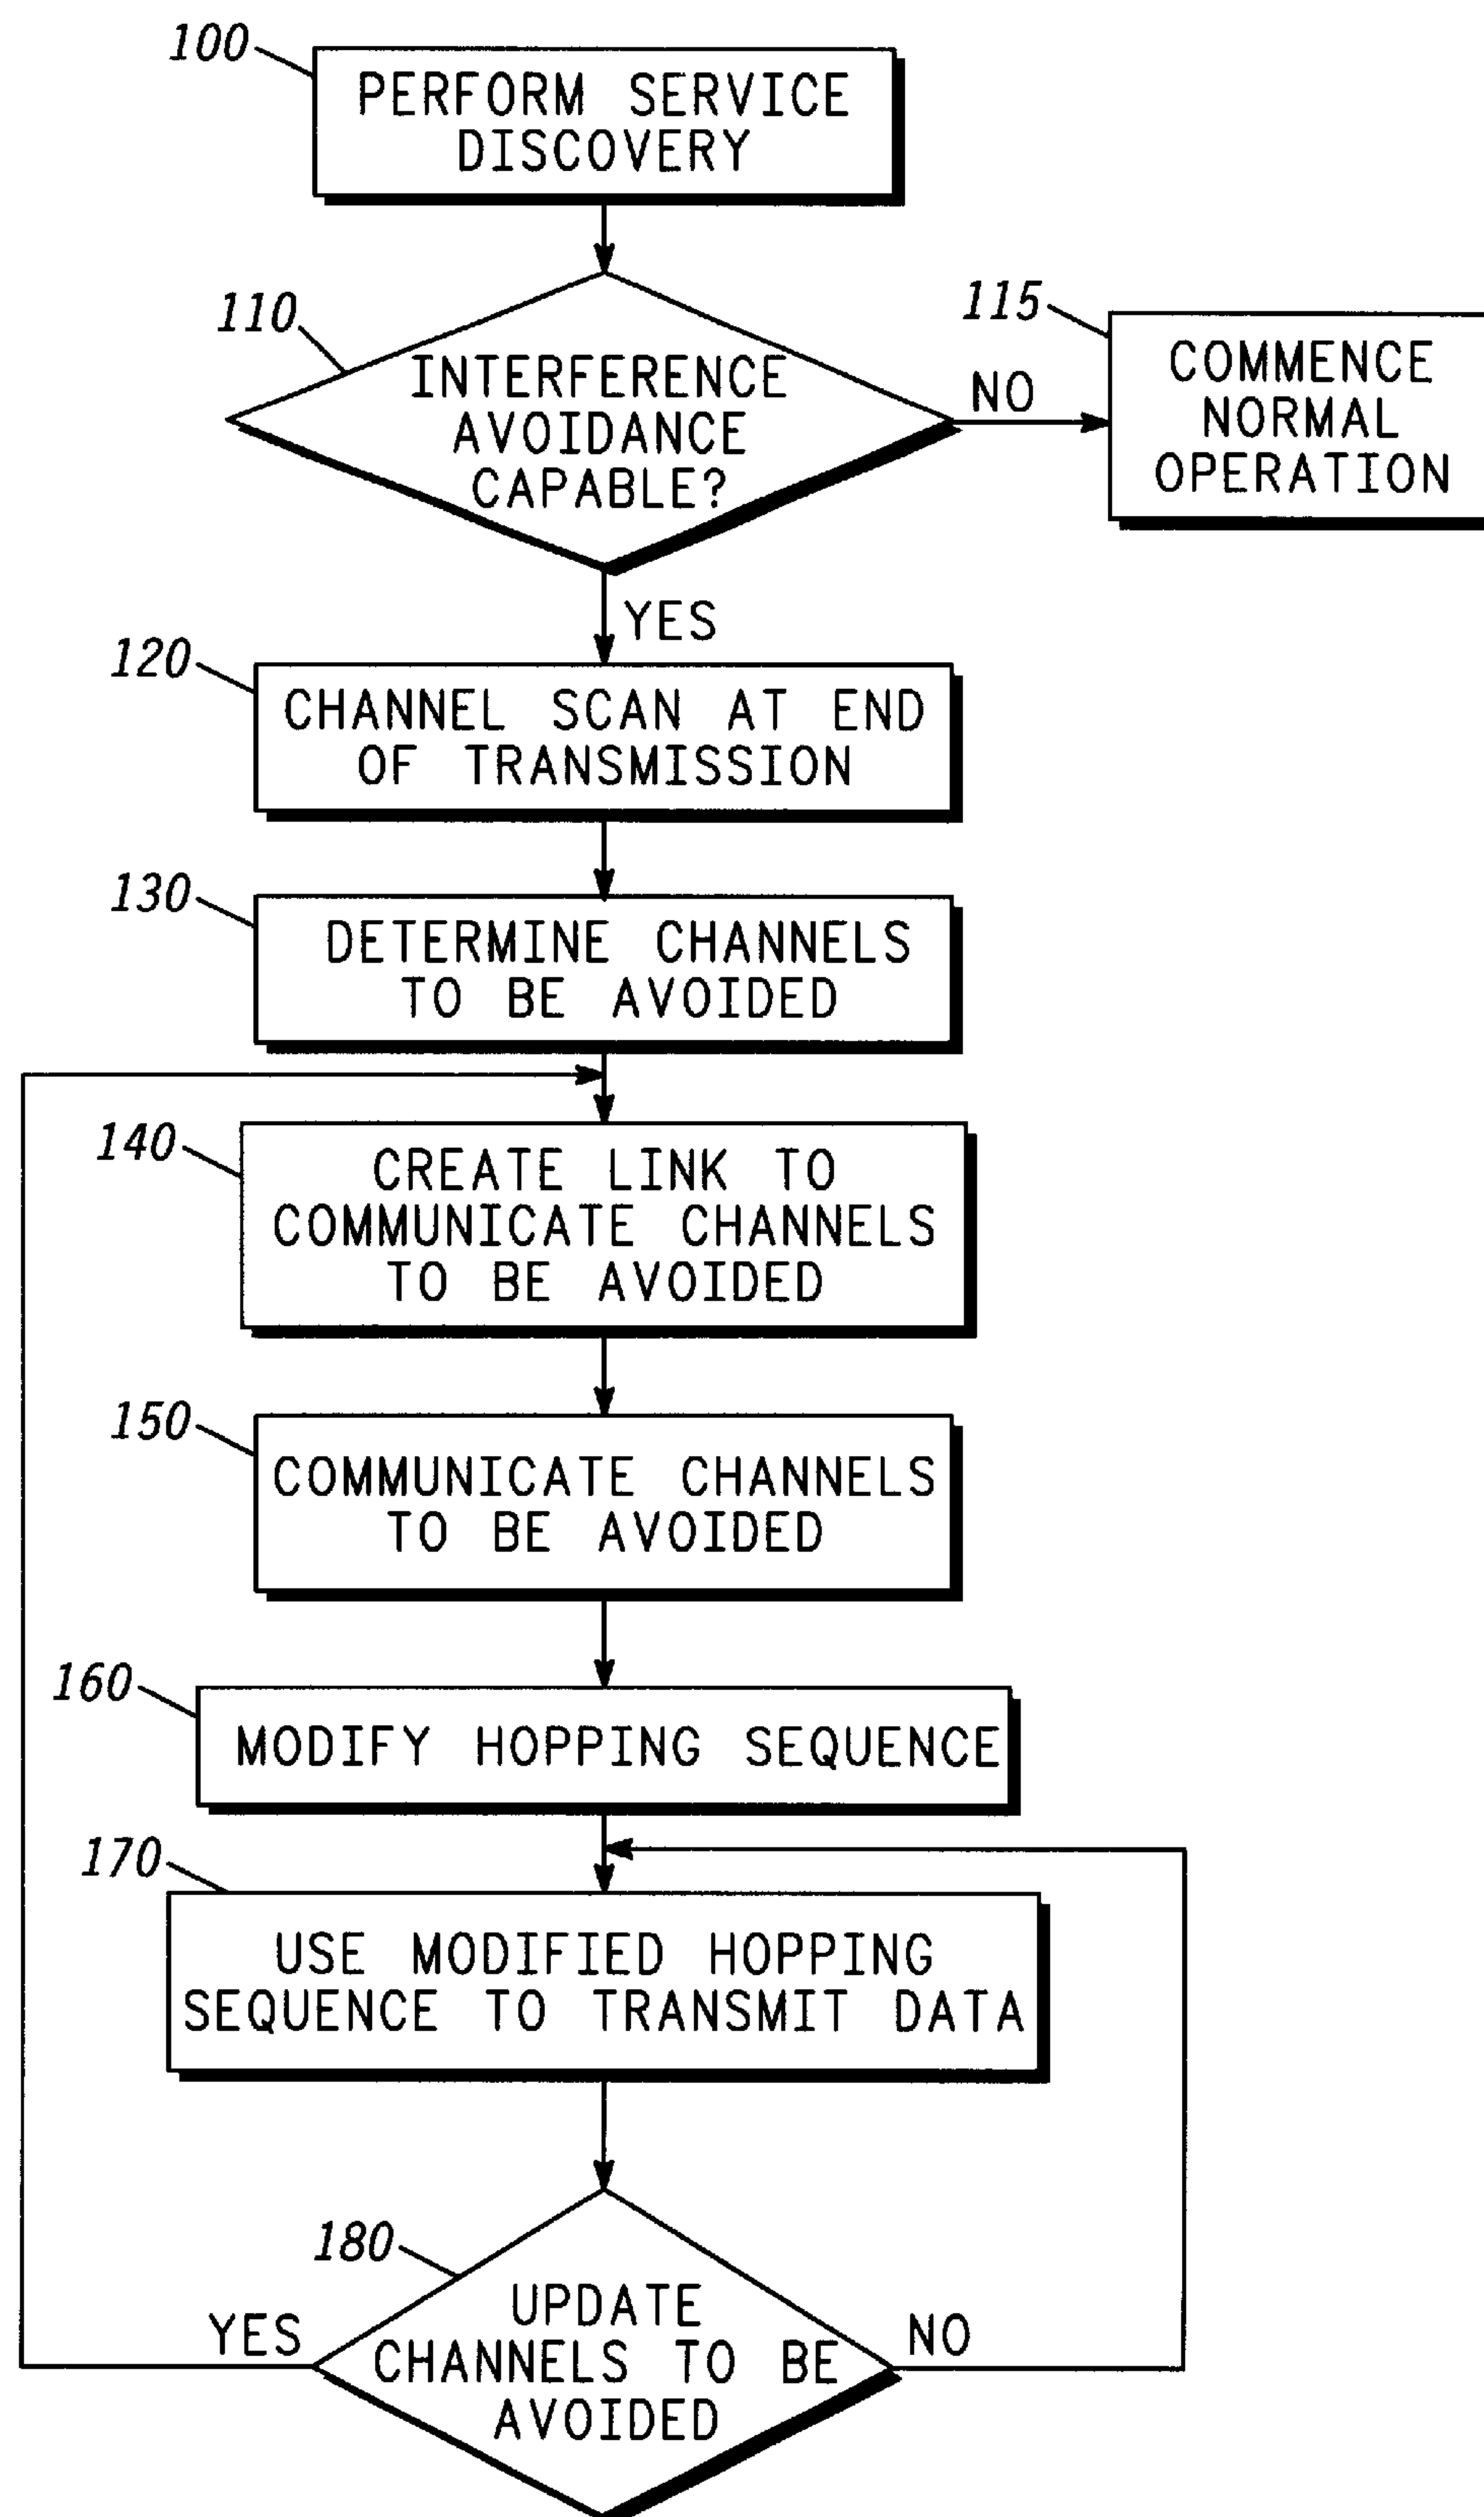 100
PERFORM SERVICE
DISCOVERY
110
INTERFERENCE
AVOIDANCE
CAPABLE?
NO
115
COMMENCE
NORMAL
OPERATION
YES
120
CHANNEL SCAN AT END
OF TRANSMISSION
130
DETERMINE CHANNELS
TO BE AVOIDED
140
CREATE LINK TO
COMMUNICATE CHANNELS
TO BE AVOIDED
150
COMMUNICATE CHANNELS
TO BE AVOIDED
160
MODIFY HOPPING SEQUENCE
170
USE MODIFIED HOPPING
SEQUENCE TO TRANSMIT DATA
180
UPDATE
CHANNELS TO BE
AVOIDED
YES
NO